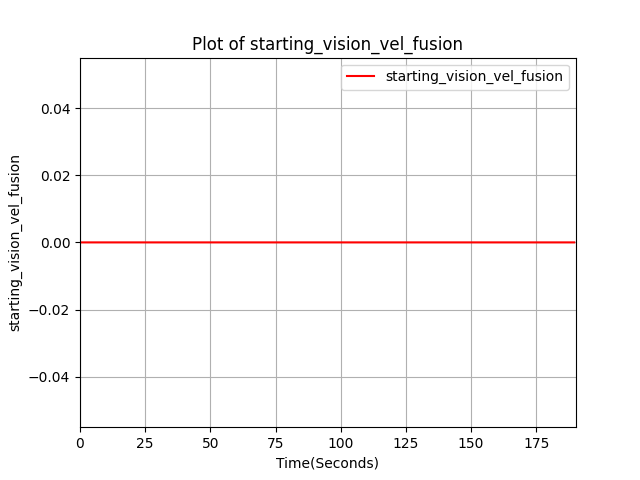 Plot of starting_vision_vel_fusion
starting_vision_vel_fusion
starting_vision_vel_fusion
0.04
0.02
0.00
−0.02
−0.04
0 25 50 75 100 125 150 175
Time(Seconds)